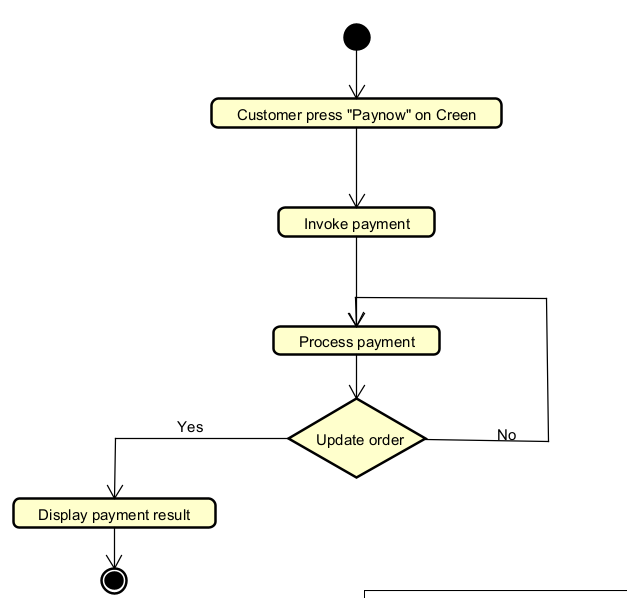 Customer press "Paynow" on Creen
Invoke payment
Process payment
Update order
Yes
No
Display payment result